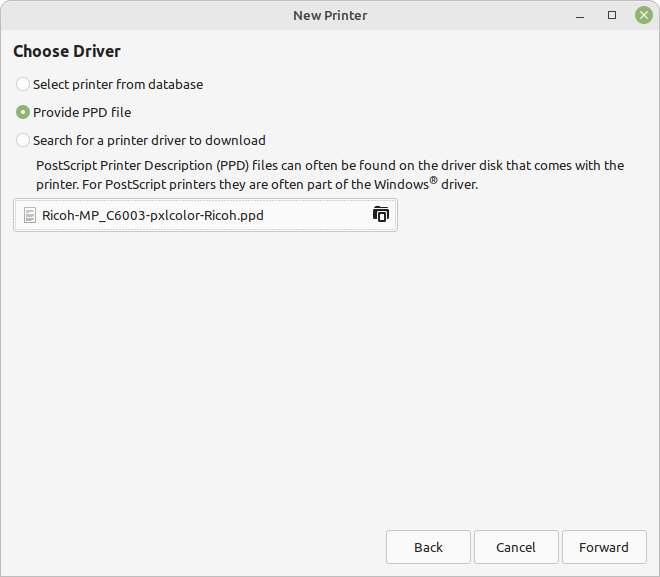 New Printer
Choose Driver
Select printer from database
Provide PPD file
Search for a printer driver to download
PostScript Printer Description (PPD) files can often be found on the driver disk that comes with the
printer. For PostScript printers they are often part of the Windows® driver.
Ricoh-MP_C6003-pxlcolor-Ricoh.ppd
Back
Cancel
Forward